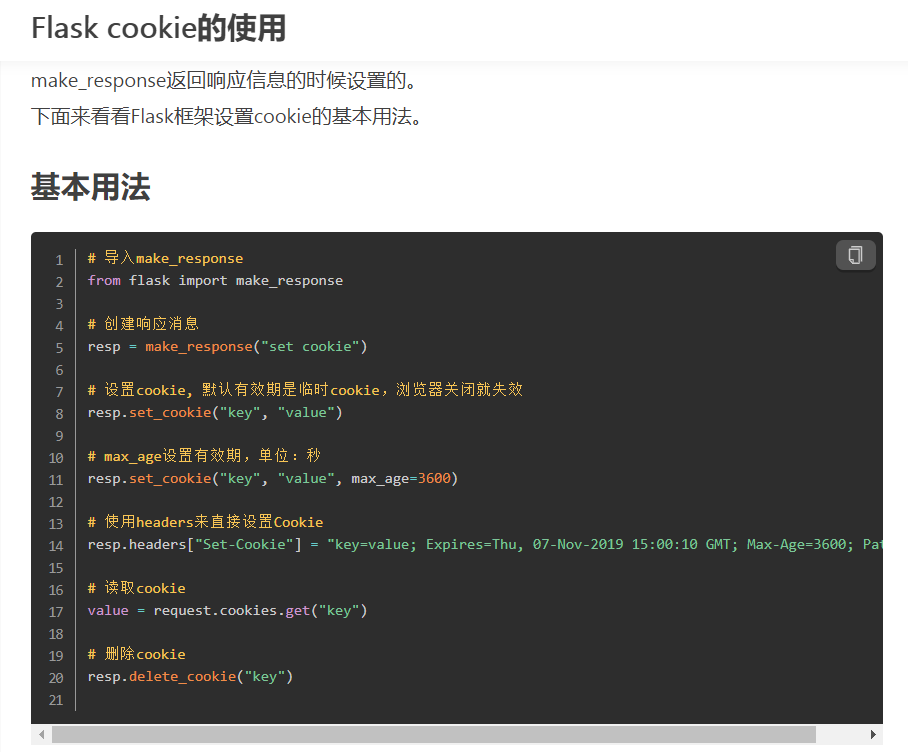 Flask cookie的使用
make_response返回响应信息的时候设置的。
下面来看看Flask框架设置cookie的基本用法。
基本用法
1 # 导入make_response
2 from flask import make_response
3
4 # 创建响应消息
5 resp = make_response("set cookie")
6
7 # 设置cookie, 默认有效期是临时cookie，浏览器关闭就失效
8 resp.set_cookie("key", "value")
9
10 # max_age设置有效期，单位：秒
11 resp.set_cookie("key", "value", max_age=3600)
12
13 # 使用headers来直接设置Cookie
14 resp.headers["Set-Cookie"] = "key=value; Expires=Thu, 07-Nov-2019 15:00:10 GMT; Max-Age=3600;
15
16 # 读取cookie
17 value = request.cookies.get("key")
18
19 # 删除cookie
20 resp.delete_cookie("key")
21